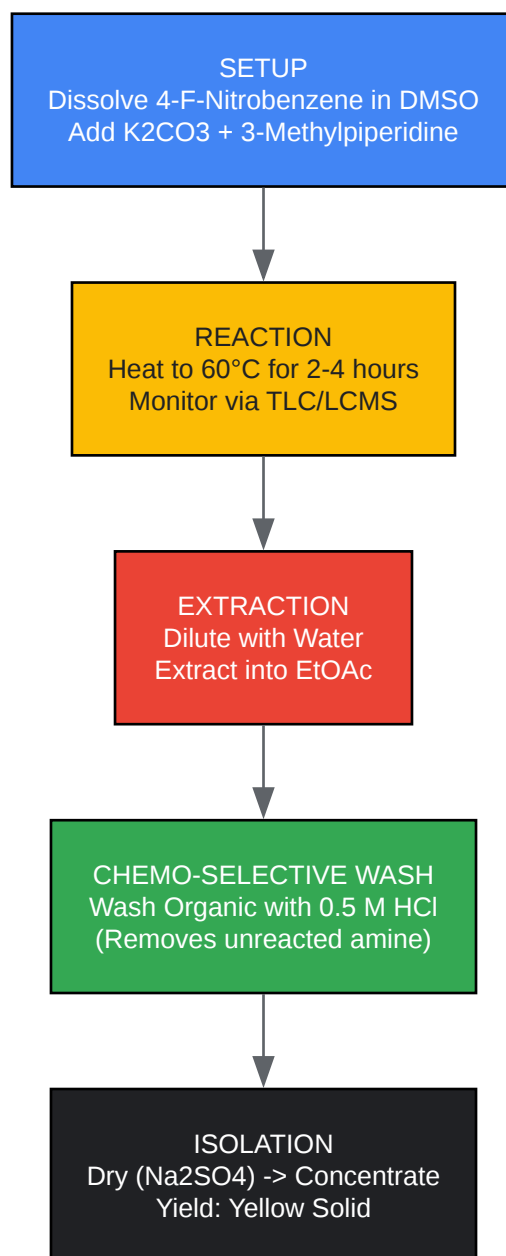 SETUP
Dissolve 4-F-Nitrobenzene in DMSO
Add K2CO3 + 3-Methylpiperidine
REACTION
Heat to 60°C for 2-4 hours
Monitor via TLC/LCMS
EXTRACTION
Dilute with Water
Extract into EtOAc
CHEMO-SELECTIVE WASH
Wash Organic with 0.5 M HCl
(Removes unreacted amine)
ISOLATION
Dry (Na2SO4) -> Concentrate
Yield: Yellow Solid